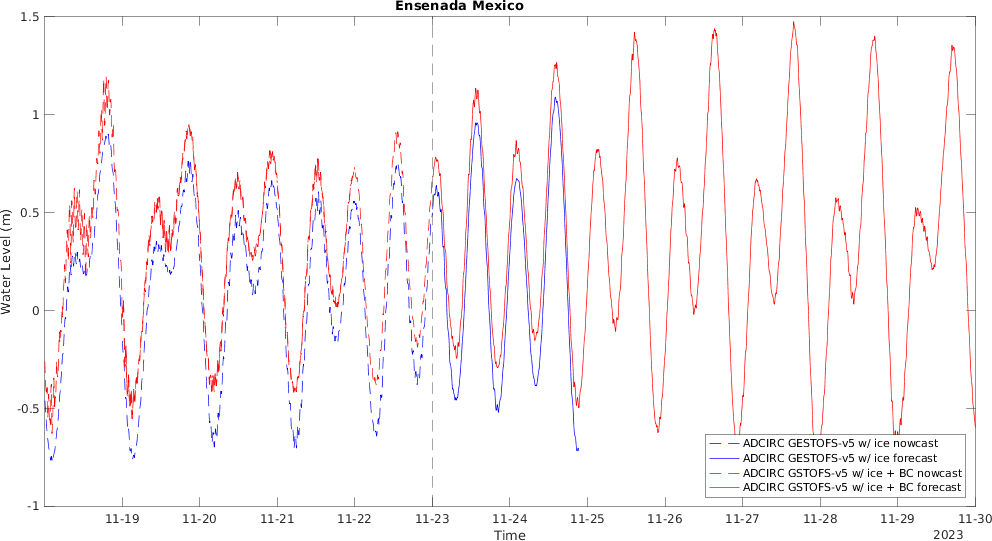 Ensenada Mexico
1.5
1
0.5
0
-0.5
-1
Water Level (m)
11-19
11-20
11-21
11-22
11-23
11-24
11-25
11-26
11-27
11-28
11-29
11-30
Time
2023
ADCIRC GESTOFS-v5 w/ ice nowcast
ADCIRC GESTOFS-v5 w/ ice forecast
ADCIRC GSTOFS-v5 w/ ice + BC nowcast
ADCIRC GSTOFS-v5 w/ ice + BC forecast